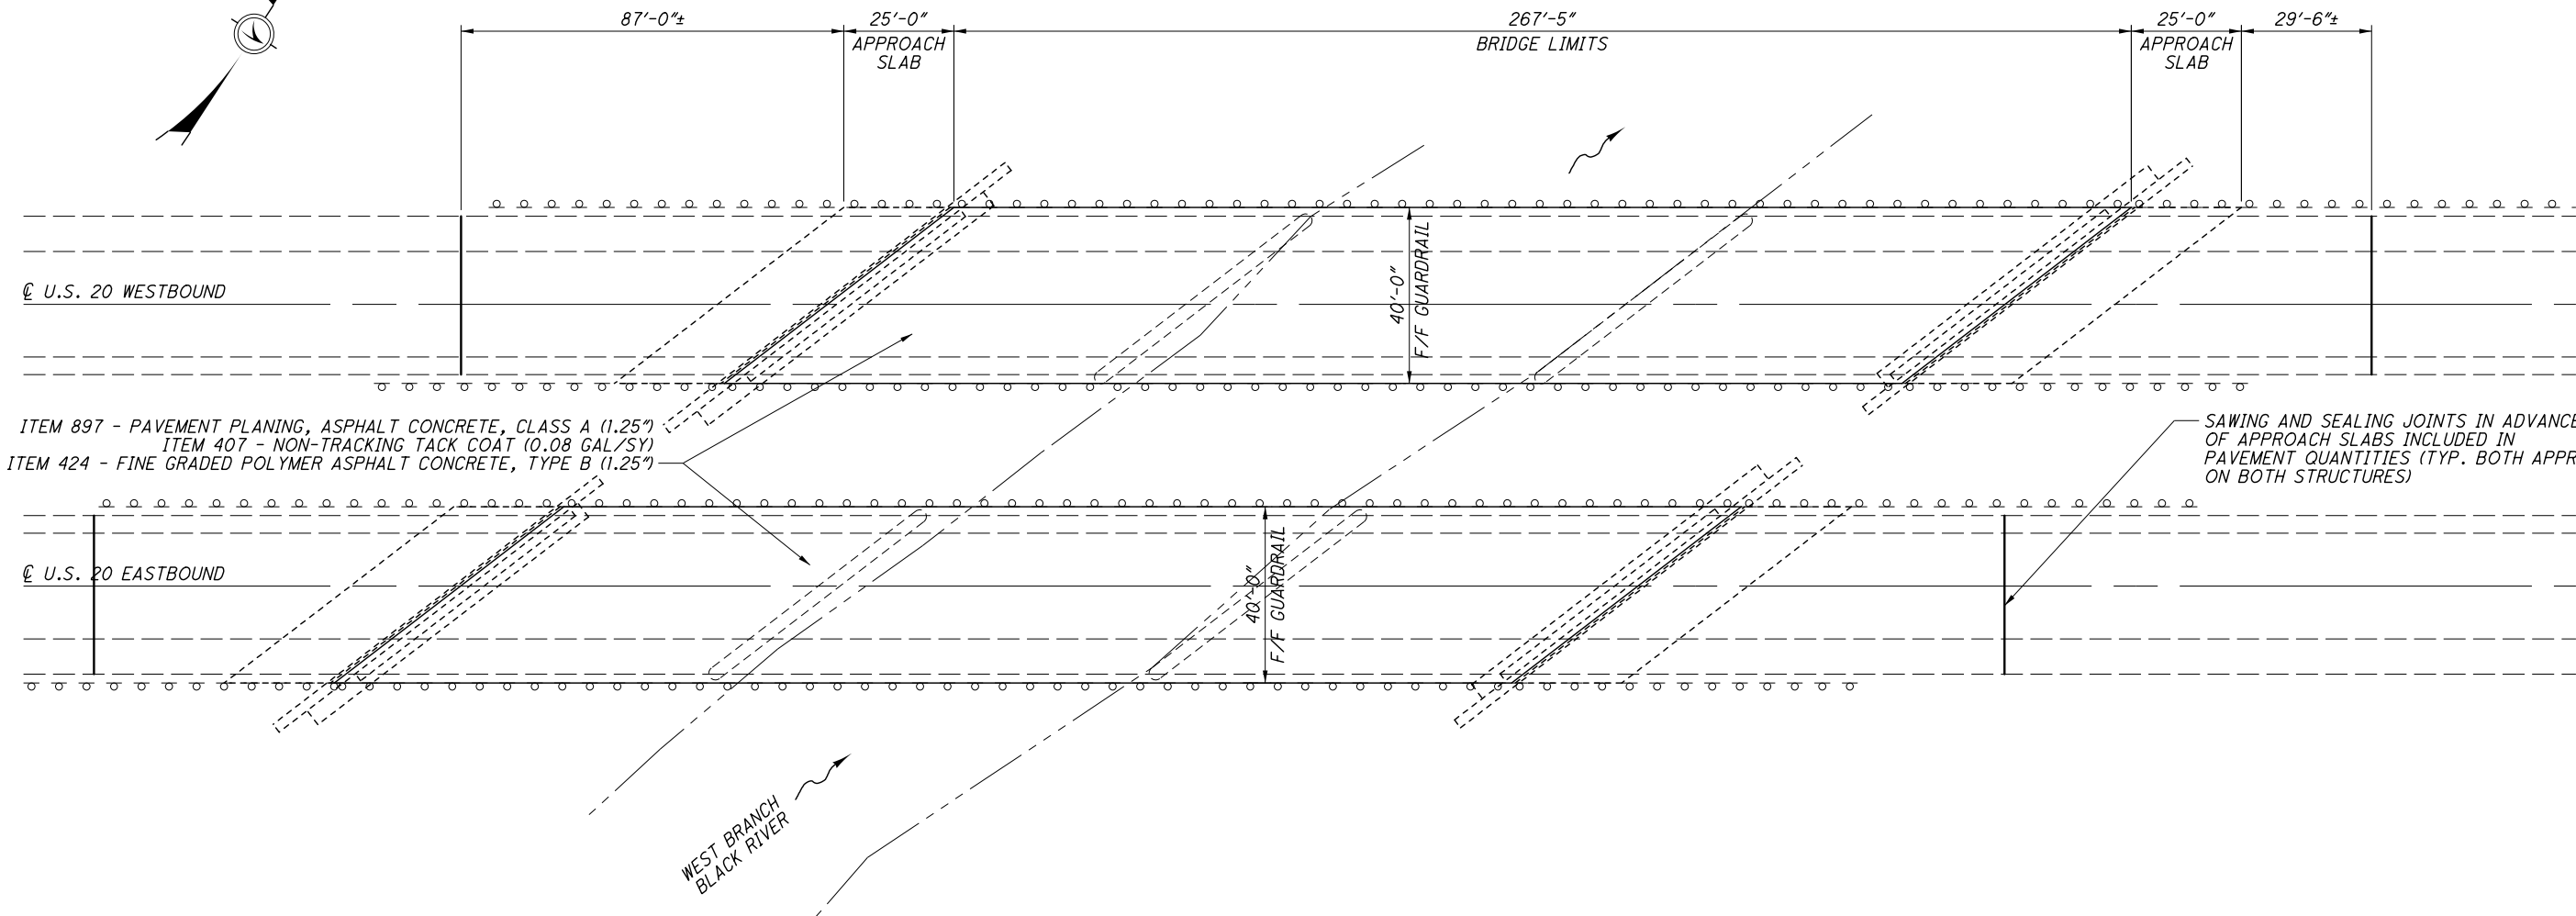 87'-0"±
25'-0"
267'-5"
25'-0"
29'-6"±
APPROACH
SLAB
BRIDGE LIMITS
APPROACH
SLAB
40'-0"
F/F GUARDRAIL
℄ U.S. 20 WESTBOUND
ITEM 897 - PAVEMENT PLANING, ASPHALT CONCRETE, CLASS A (1.25")
ITEM 407 - NON-TRACKING TACK COAT (0.08 GAL/SY)
ITEM 424 - FINE GRADED POLYMER ASPHALT CONCRETE, TYPE B (1.25")
SAWING AND SEALING JOINTS IN ADVANCE
OF APPROACH SLABS INCLUDED IN
PAVEMENT QUANTITIES (TYP. BOTH APPR
ON BOTH STRUCTURES)
℄ U.S. 20 EASTBOUND
40'-0"
F/F GUARDRAIL
WEST BRANCH
BLACK RIVER